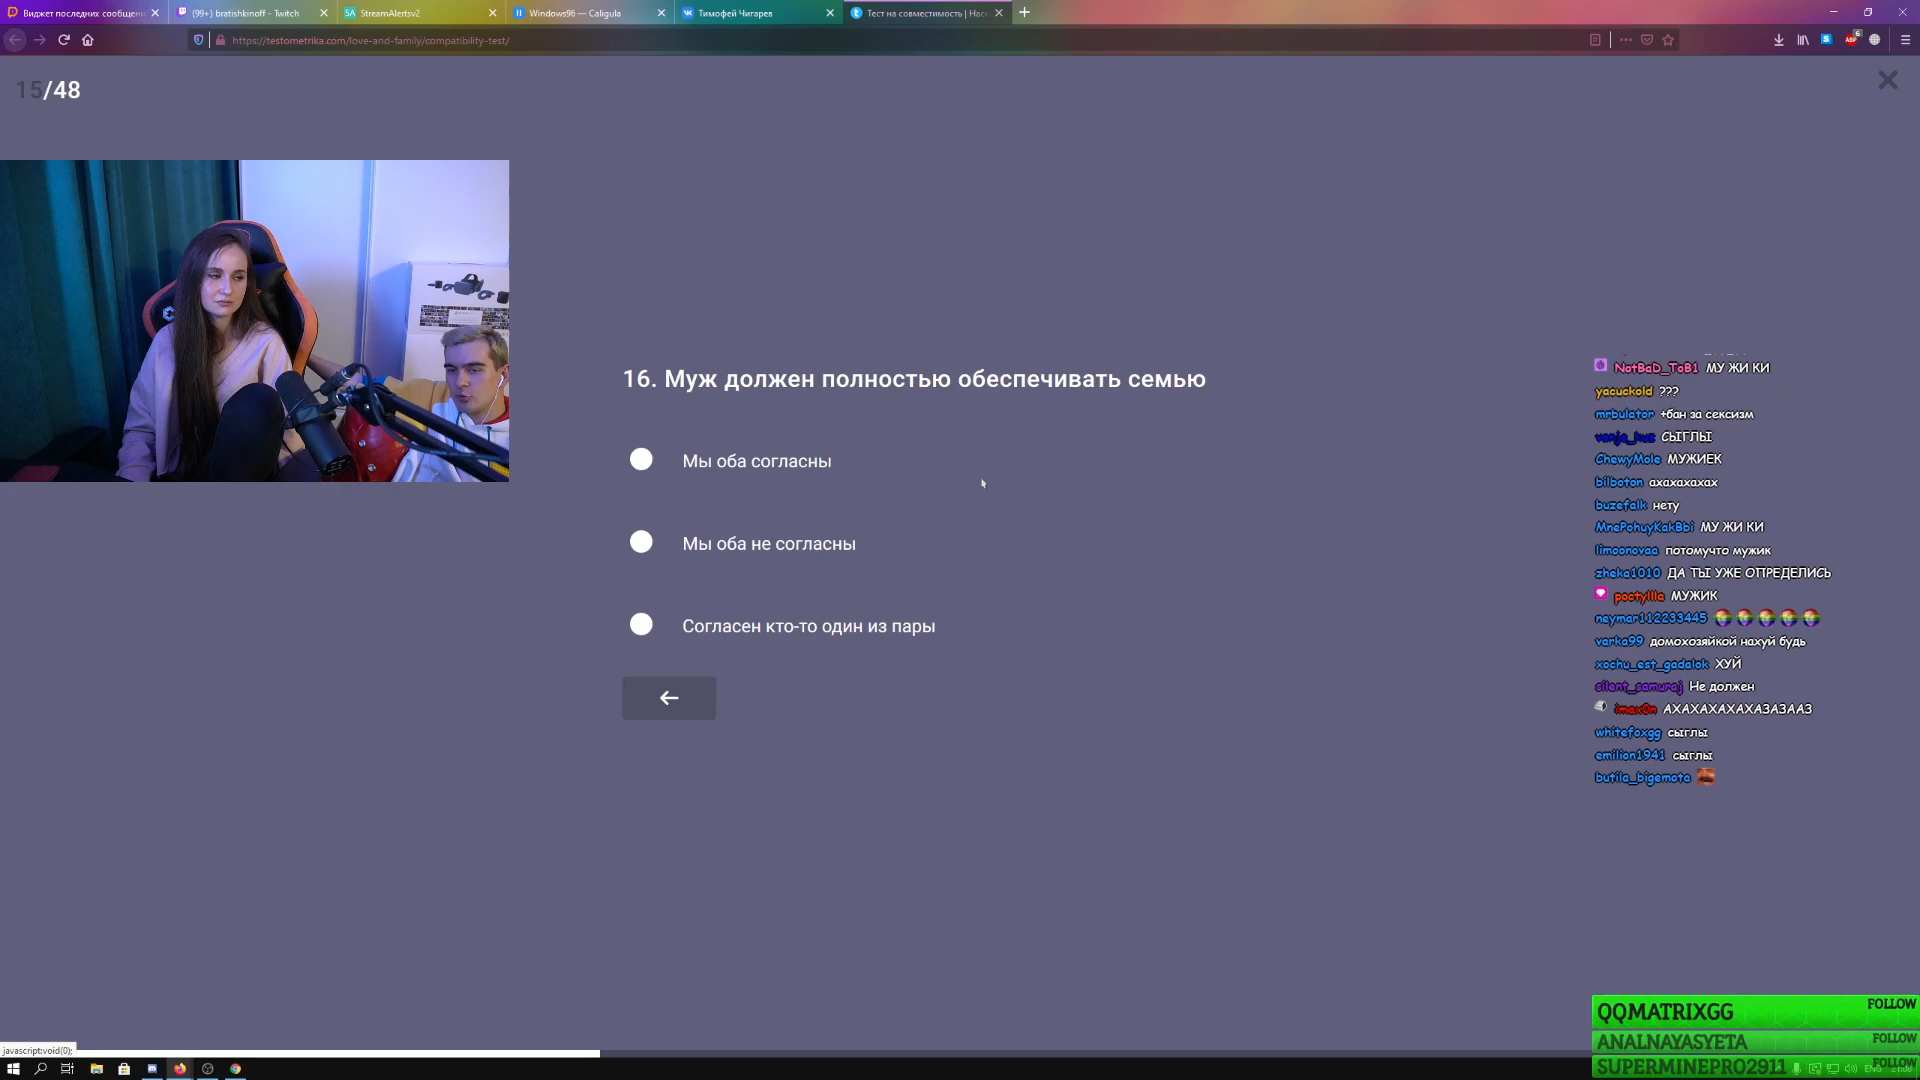 Виджет последних сообщени
(99+) bratishkinoff - Twitch
SA StreamAlertsv2
Windows96 — Caligula
Тимофей Чигарев
Тест на совместимость | Нас
https://testometrika.com/love-and-family/compatibility-test/
15/48
16. Муж должен полностью обеспечивать семью
Мы оба согласны
Мы оба не согласны
Согласен кто-то один из пары
NotBaD_ToB1 МУ ЖИ КИ
yacuckold ???
mrbulator +бан за сексизм
СЫГЛЫ
ChewyMole МУЖИЕК
bilboton ахахахахах
buzefalk нету
MnePohuyKakBbi МУ ЖИ КИ
limoonovaa потомучто мужик
zheka1010 ДА ТЫ УЖЕ ОПРЕДЕЛИСЬ
poctyllla МУЖИК
neymar112233445
varka99 домохозяйкой нахуй будь
xochu_est_gadalok ХУЙ
silent_samuraj Не должен
imax0n АХАХАХАХАХАЗАЗААЗ
whitefoxgg сыглы
emilion1941 сыглы
butila_bigemota
QQMATRIXGG FOLLOW
ANALNAYASYETA FOLLOW
SUPERMINEPRO2911 FOLLOW
javascript:void(0);
ENG 21:08